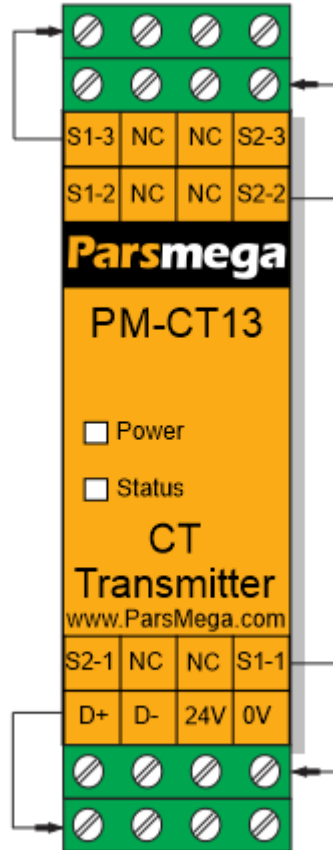 S1-3 NC NC S2-3
S1-2 NC NC S2-2
Parsmega
PM-CT13
Power
Status
CT
Transmitter
www.ParsMega.com
S2-1 NC NC S1-1
D+ D- 24V 0V